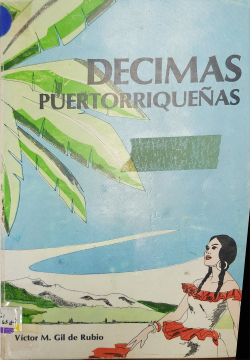 DECIMAS
PUERTORRIQUEÑAS
Víctor M. Gil de Rubio